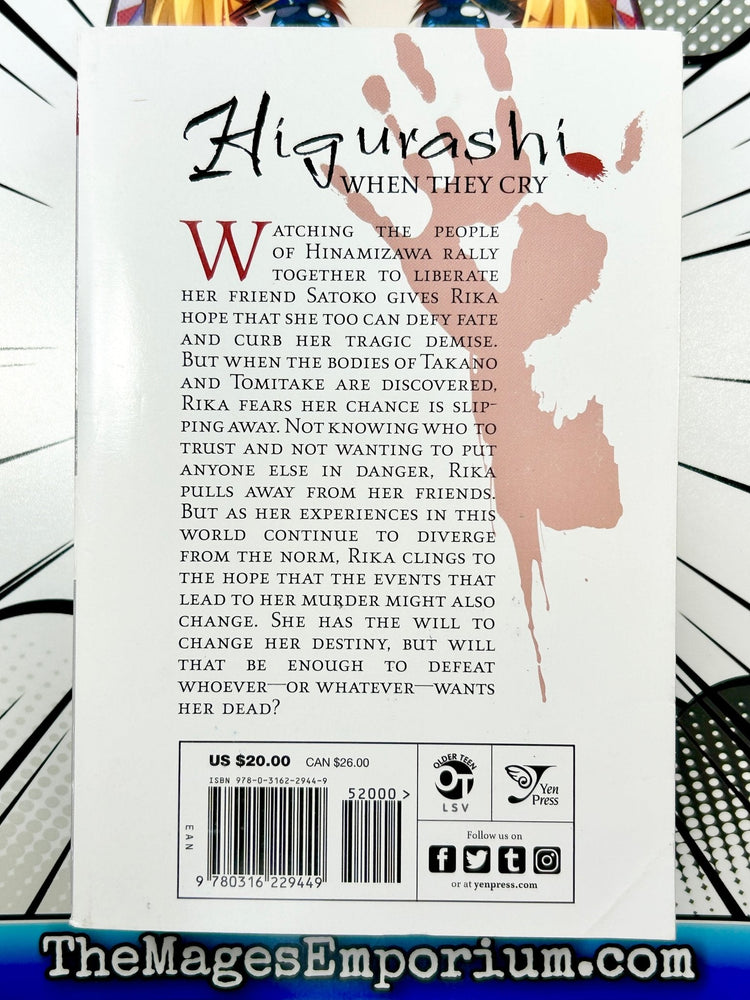 Higurashi
WHEN THEY CRY
WATCHING THE PEOPLE
OF HINAMIZAWA RALLY
TOGETHER TO LIBERATE
HER FRIEND SATOKO GIVES RIKA
HOPE THAT SHE TOO CAN DEFY FATE
AND CURB HER TRAGIC DEMISE.
BUT WHEN THE BODIES OF TAKANO
AND TOMITAKE ARE DISCOVERED,
RIKA FEARS HER CHANCE IS SLIP-
PING AWAY. NOT KNOWING WHO TO
TRUST AND NOT WANTING TO PUT
ANYONE ELSE IN DANGER, RIKA
PULLS AWAY FROM HER FRIENDS.
BUT AS HER EXPERIENCES IN THIS
WORLD CONTINUE TO DIVERGE
FROM THE NORM, RIKA CLINGS TO
THE HOPE THAT THE EVENTS THAT
LEAD TO HER MURDER MIGHT ALSO
CHANGE. SHE HAS THE WILL TO
CHANGE HER DESTINY, BUT WILL
THAT BE ENOUGH TO DEFEAT
WHOEVER—OR WHATEVER—WANTS
HER DEAD?
US $20.00 CAN $26.00
ISBN 978-0-3162-2944-9
52000 >
EAN
9 780316 229449
OLDER TEEN
OT
LSV
Yen
Press
Follow us on
or at yenpress.com
TheMagesEmporium.com